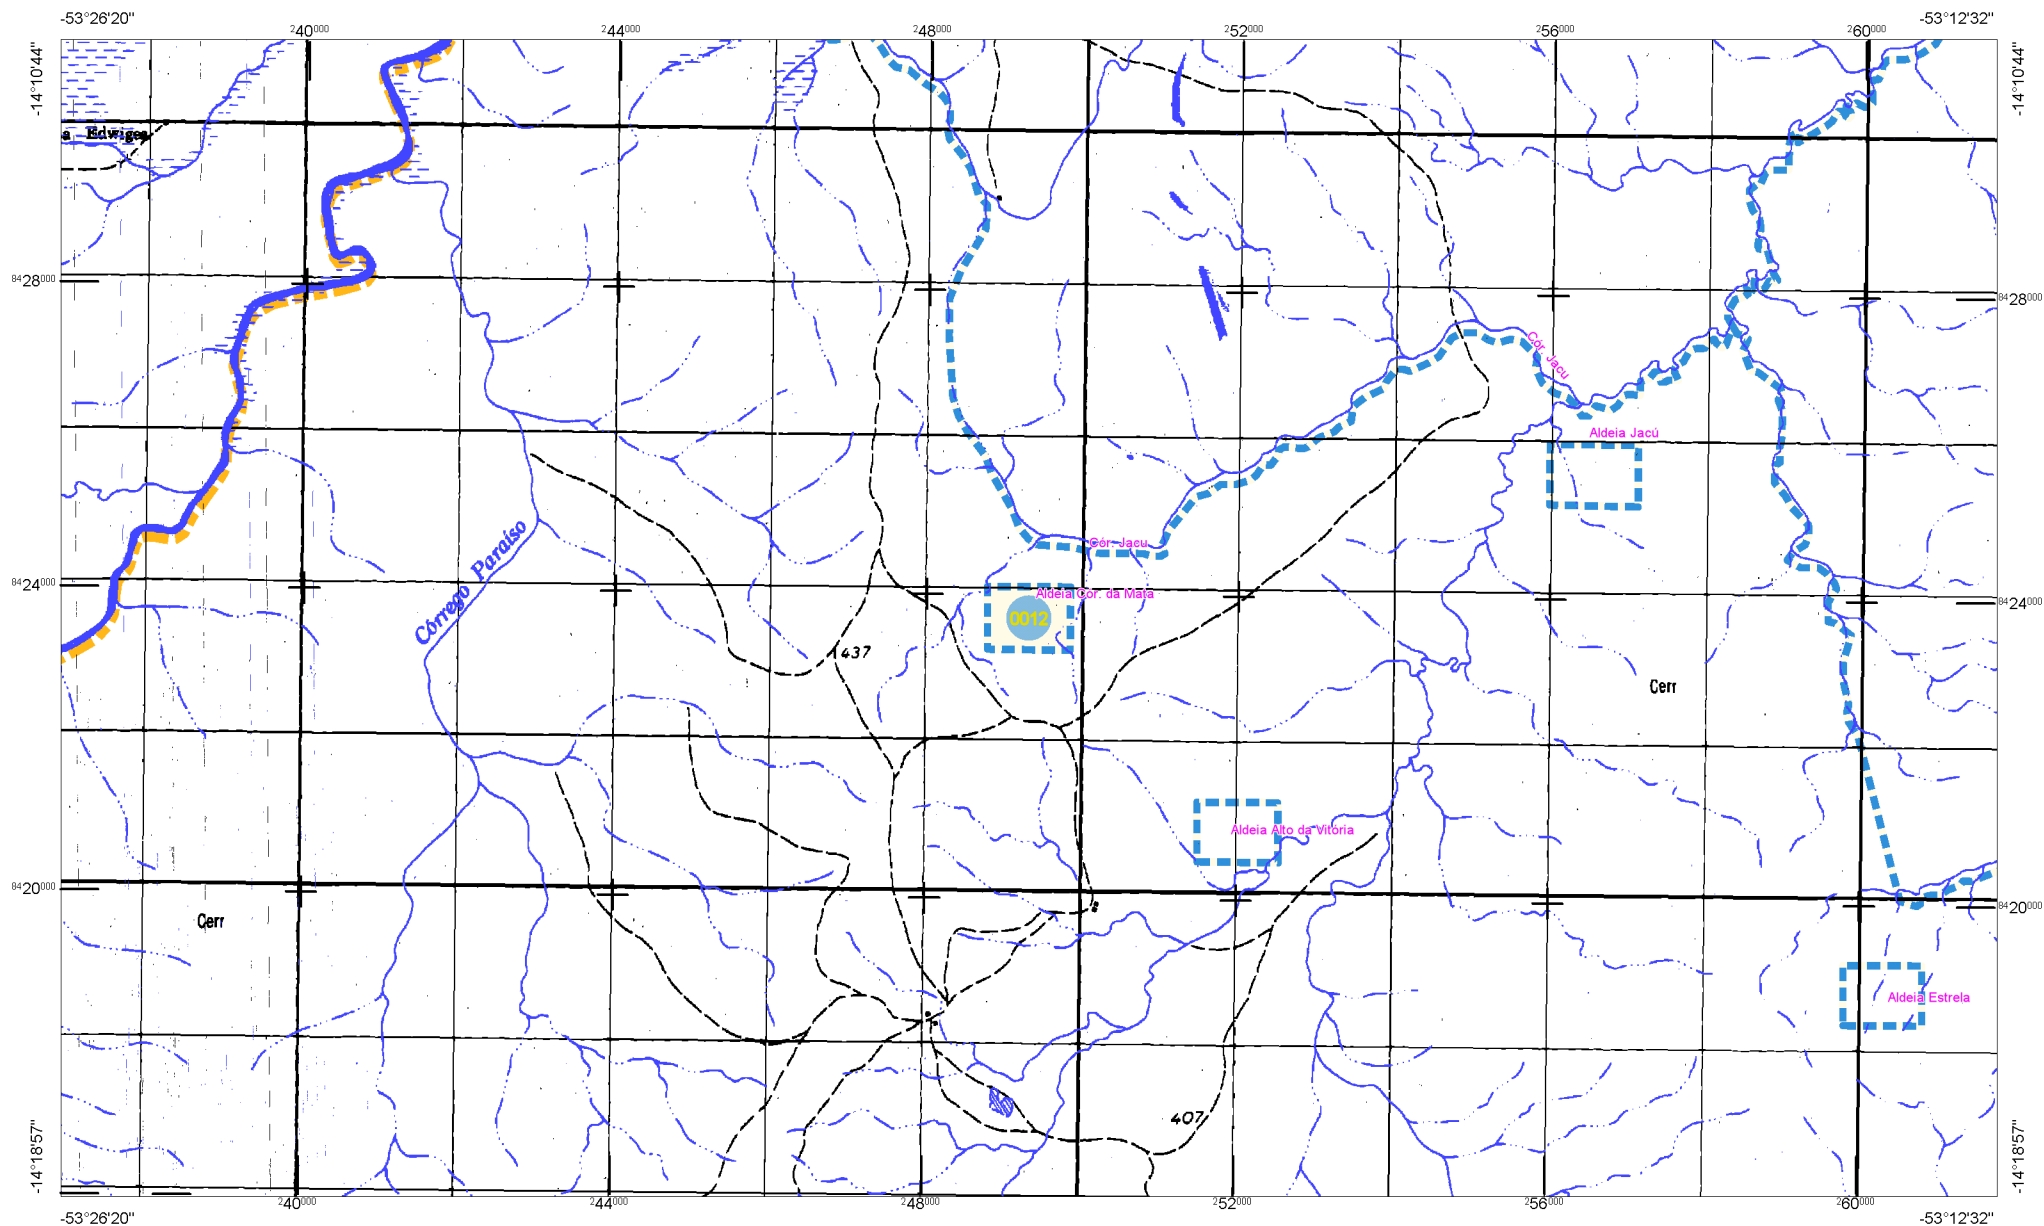 -53°26'20"
-53°12'32"
240000
244000
248000
252000
256000
260000
-14°10'44"
-14°10'44"
a Edwiges
8428000
8428000
Cór. Jacu
Aldeia Jacú
Córrego Paraíso
Cór. Jacu
8424000
8424000
Aldeia Cor. da Mata
0012
437
Cerr
Aldeia Alto da Vitória
8420000
8420000
Cerr
Aldeia Estrela
407
-14°18'57"
-14°18'57"
240000
244000
248000
252000
256000
260000
-53°26'20"
-53°12'32"